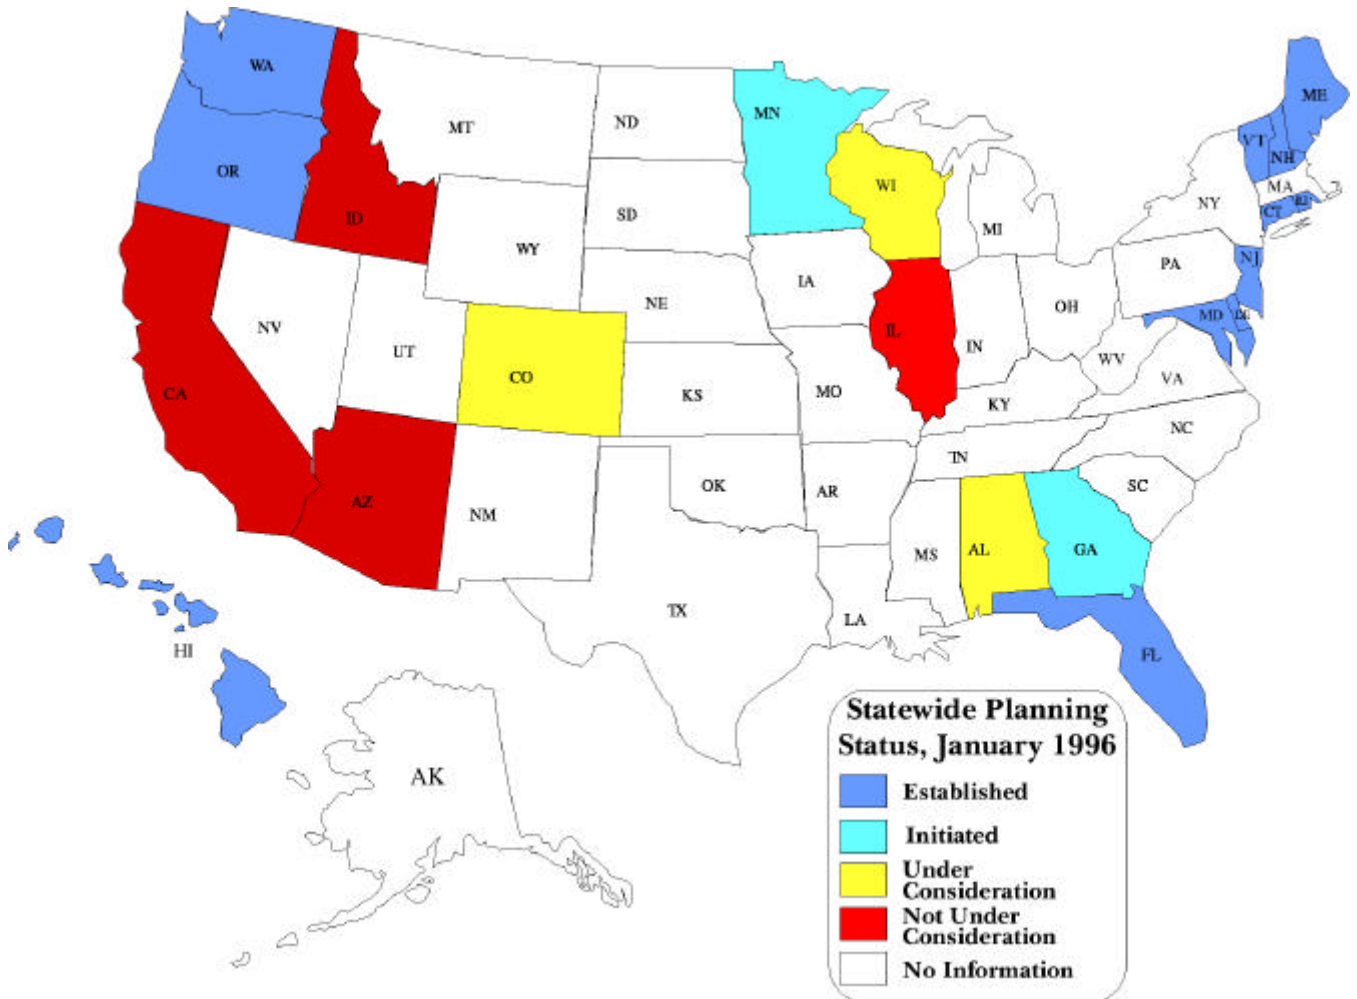 WA
ME
MT
ND
MN
VT
NH
OR
WI
MA
ID
SD
MI
NY
CT
RI
WY
PA
NJ
IA
NE
OH
MD
DE
NV
IL
IN
WV
UT
CO
VA
CA
KS
MO
KY
NC
TN
OK
AR
SC
AZ
NM
MS
AL
GA
TX
LA
HI
FL
AK
Statewide Planning
Status, January 1996
Established
Initiated
Under
Consideration
Not Under
Consideration
No Information